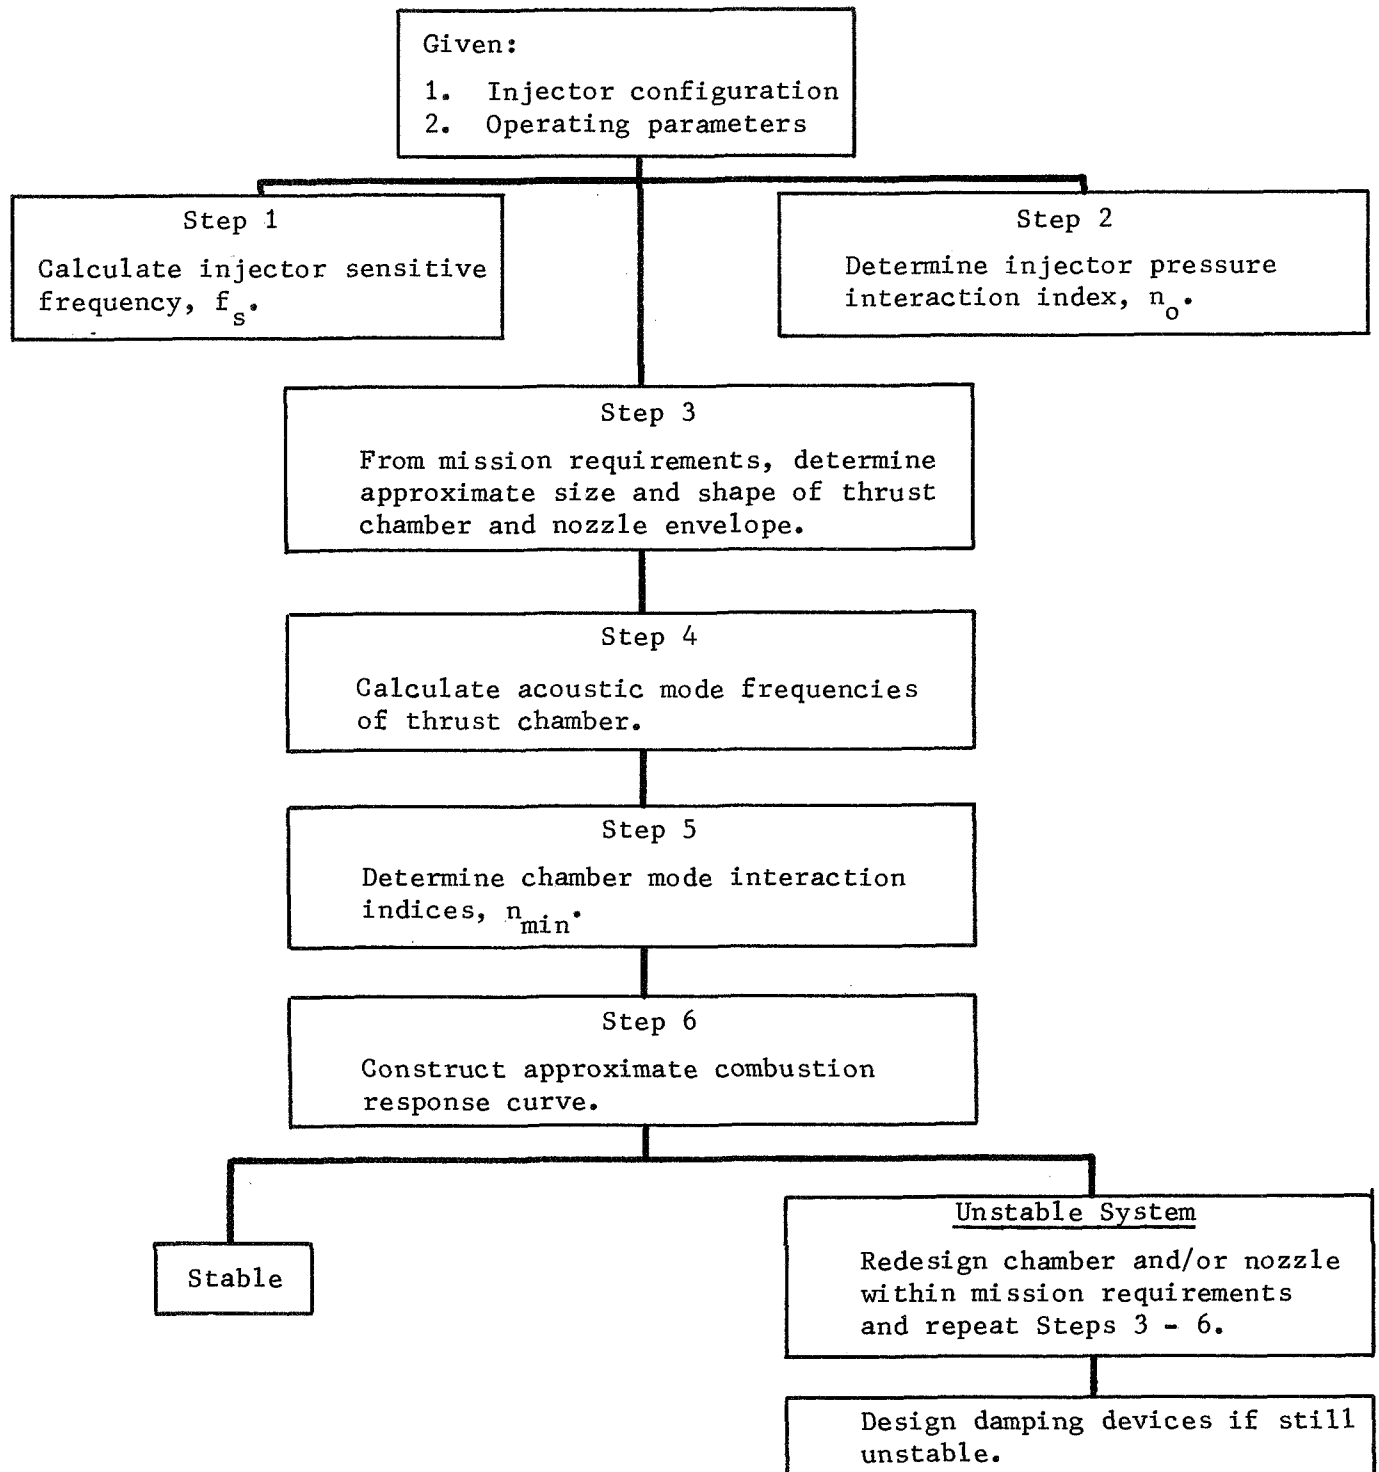 Given:
1. Injector configuration
2. Operating parameters
Step 1
Calculate injector sensitive
frequency, f_s.
Step 2
Determine injector pressure
interaction index, n_o.
Step 3
From mission requirements, determine
approximate size and shape of thrust
chamber and nozzle envelope.
Step 4
Calculate acoustic mode frequencies
of thrust chamber.
Step 5
Determine chamber mode interaction
indices, n_min.
Step 6
Construct approximate combustion
response curve.
Stable
Unstable System
Redesign chamber and/or nozzle
within mission requirements
and repeat Steps 3 - 6.
Design damping devices if still
unstable.